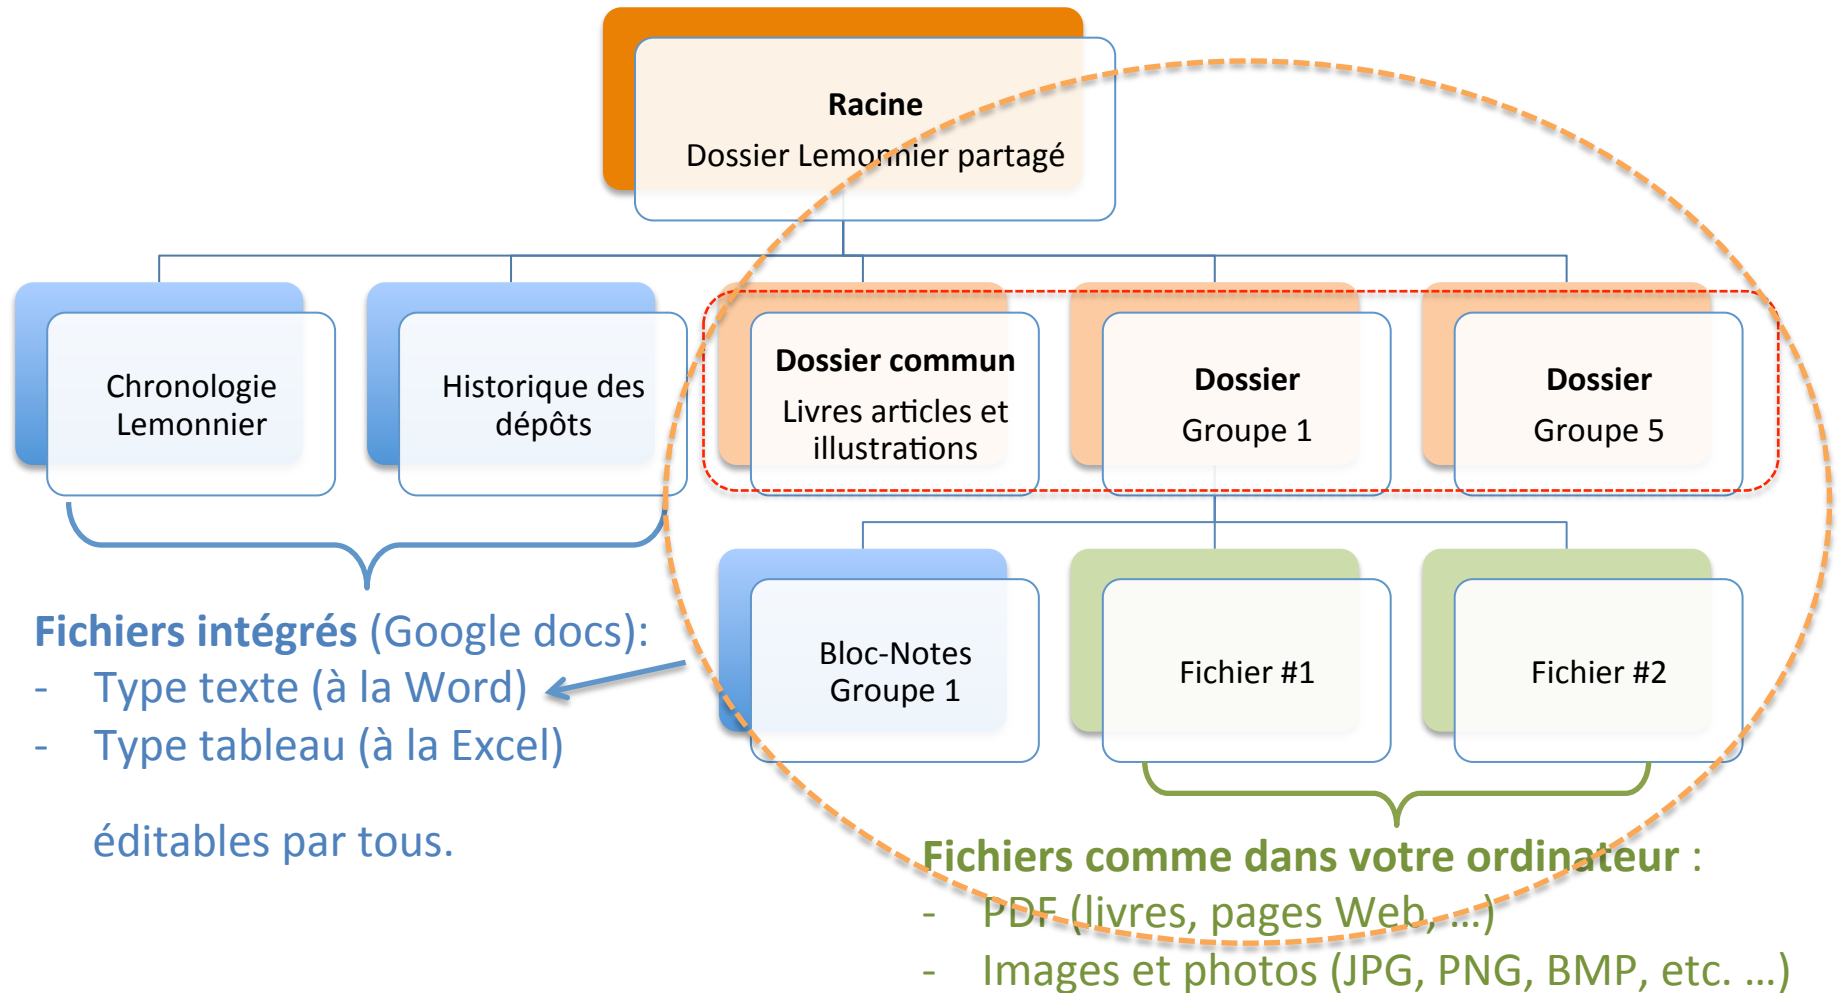 Racine
Dossier Lemonnier partagé
Chronologie
Lemonnier
Historique des
dépôts
Dossier commun
Livres articles et
illustrations
Dossier
Groupe 1
Dossier
Groupe 5
Bloc-Notes
Groupe 1
Fichier #1
Fichier #2
Fichiers intégrés (Google docs):
- Type texte (à la Word)
- Type tableau (à la Excel)
éditables par tous.
Fichiers comme dans votre ordinateur :
- PDF (livres, pages Web, ...)
- Images et photos (JPG, PNG, BMP, etc. ...)